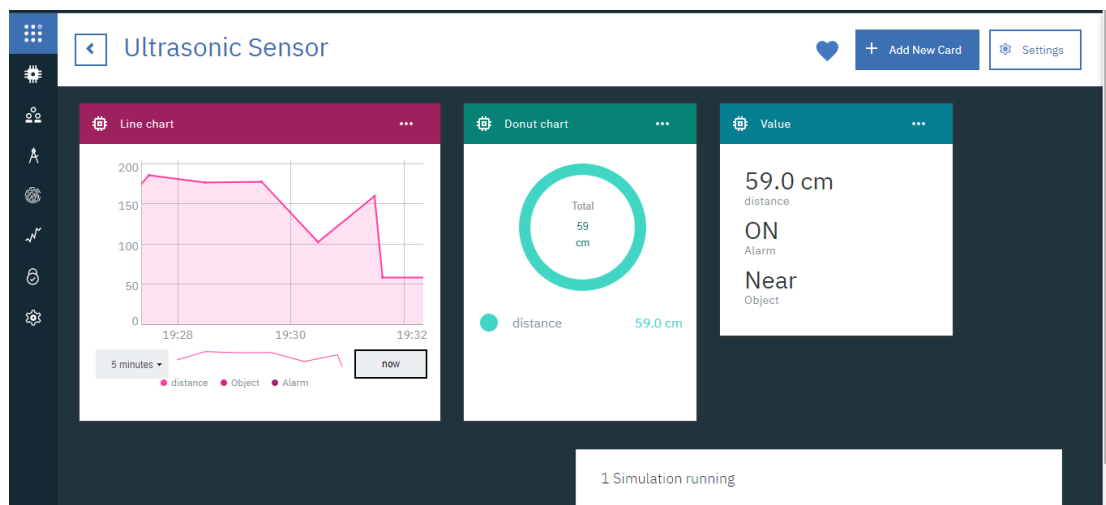 Ultrasonic Sensor
+ Add New Card
Settings
Line chart
200
150
100
50
0
19:28
19:30
19:32
5 minutes
now
distance
Object
Alarm
Donut chart
Total
59
cm
distance
59.0 cm
Value
59.0 cm
distance
ON
Alarm
Near
Object
1 Simulation running